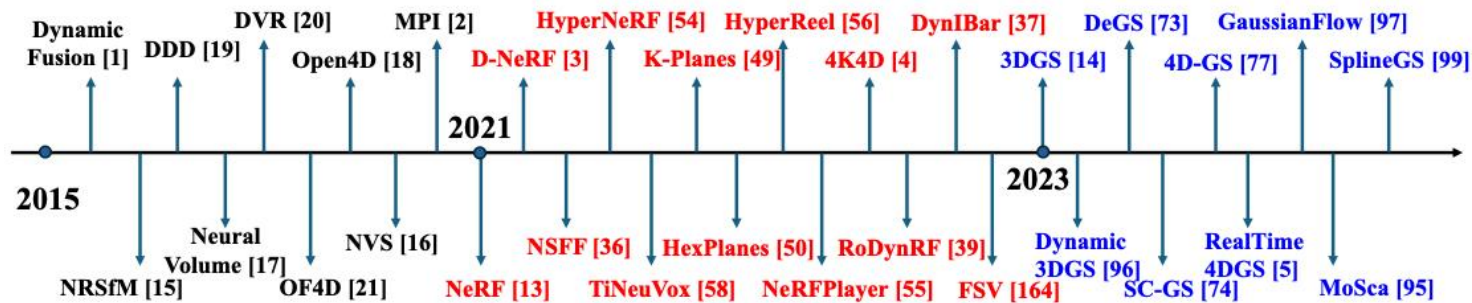 DVR [20]
MPI [2]
HyperNeRF [54]
HyperReel [56]
DynIBar [37]
DeGS [73]
GaussianFlow [97]
Dynamic
Fusion [1]
DDD [19]
Open4D [18]
D-NeRF [3]
K-Planes [49]
4K4D [4]
3DGS [14]
4D-GS [77]
SplineGS [99]
2015
2021
2023
Neural
Volume [17]
NVS [16]
NSFF [36]
HexPlanes [50]
RoDynRF [39]
Dynamic
3DGS [96]
RealTime
4DGS [5]
NRSfM [15]
OF4D [21]
NeRF [13]
TiNeuVox [58]
NeRFPlayer [55]
FSV [164]
SC-GS [74]
MoSca [95]